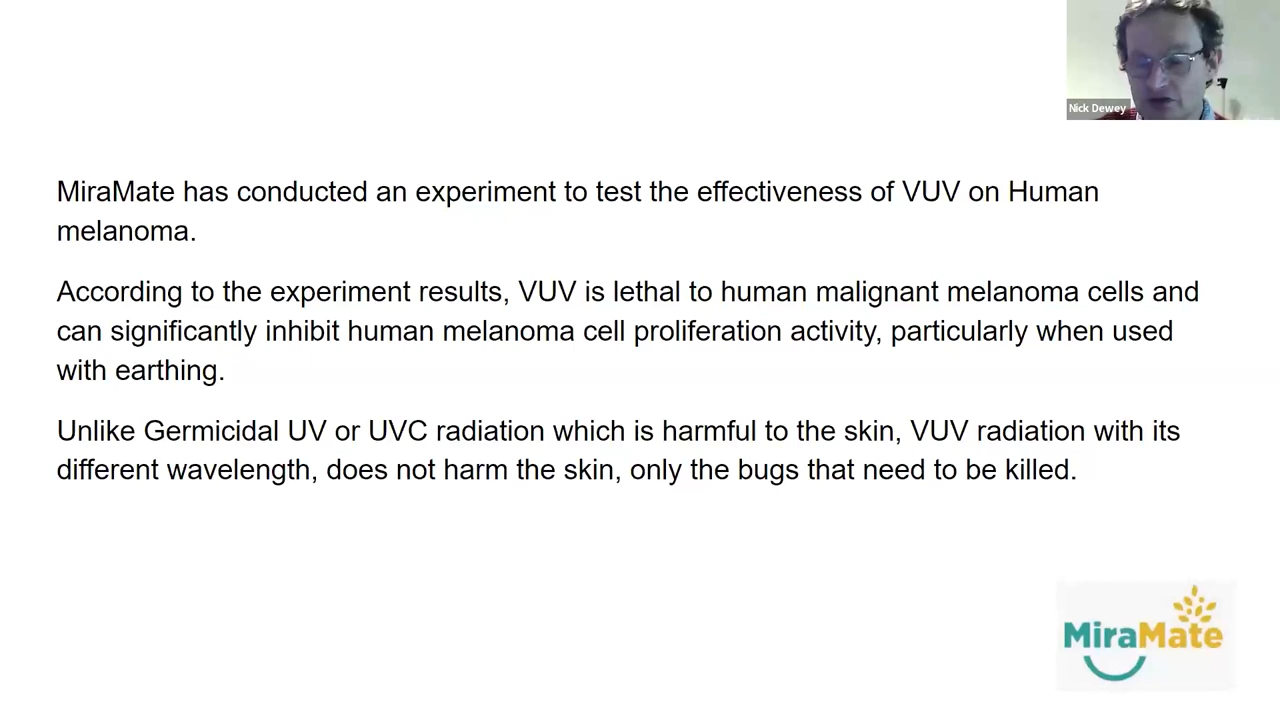 Nick Dewey
MiraMate has conducted an experiment to test the effectiveness of VUV on Human
melanoma.
According to the experiment results, VUV is lethal to human malignant melanoma cells and
can significantly inhibit human melanoma cell proliferation activity, particularly when used
with earthing.
Unlike Germicidal UV or UVC radiation which is harmful to the skin, VUV radiation with its
different wavelength, does not harm the skin, only the bugs that need to be killed.
MiraMate